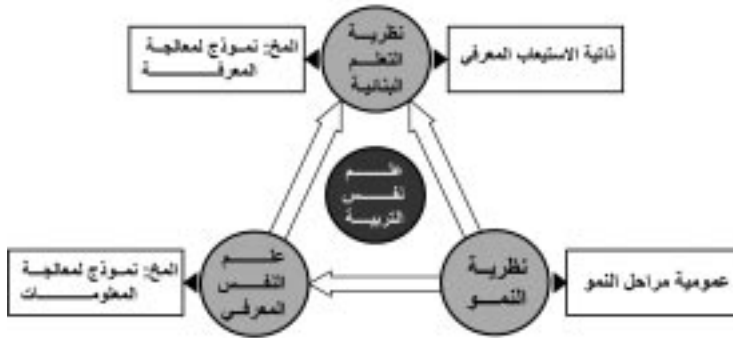 نظرية
التعلم
البنائية
المخ: نموذج لمعالجة
المعرفة
ذاتية الاستيعاب المعرفي
علم
نفس
التربية
علم
النفس
المعرفي
المخ: نموذج لمعالجة
المعلومات
نظرية
النمو
عمومية مراحل النمو